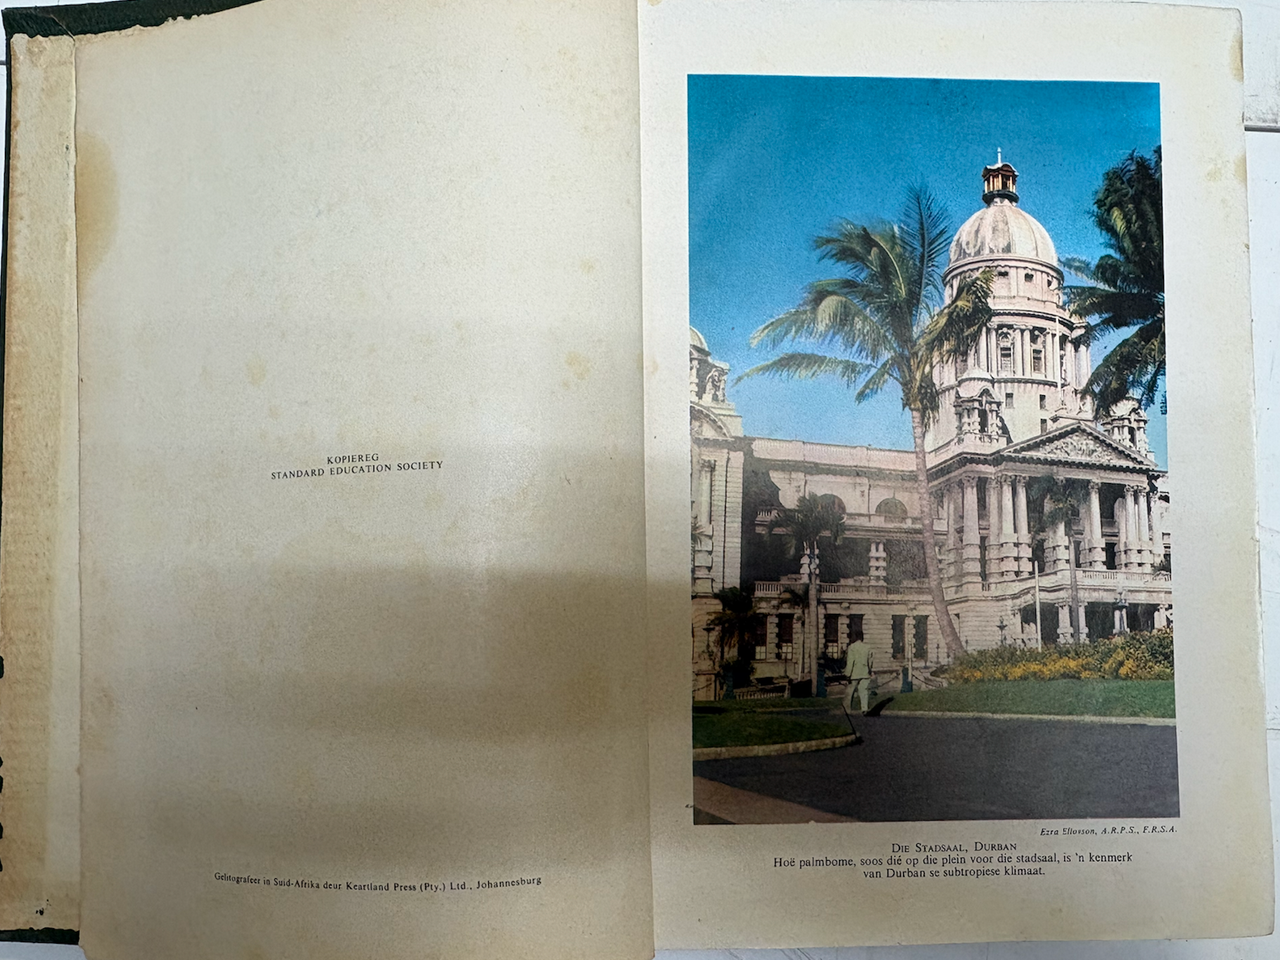 KOPIEREG
STANDARD EDUCATION SOCIETY
Gelitografeer in Suid-Afrika deur Keartland Press (Pty.) Ltd., Johannesburg
Ezra Eliovson, A.R.P.S., F.R.S.A.
DIE STADSAAL, DURBAN
Hoë palmbome, soos dié op die plein voor die stadsaal, is 'n kenmerk
van Durban se subtropiese klimaat.